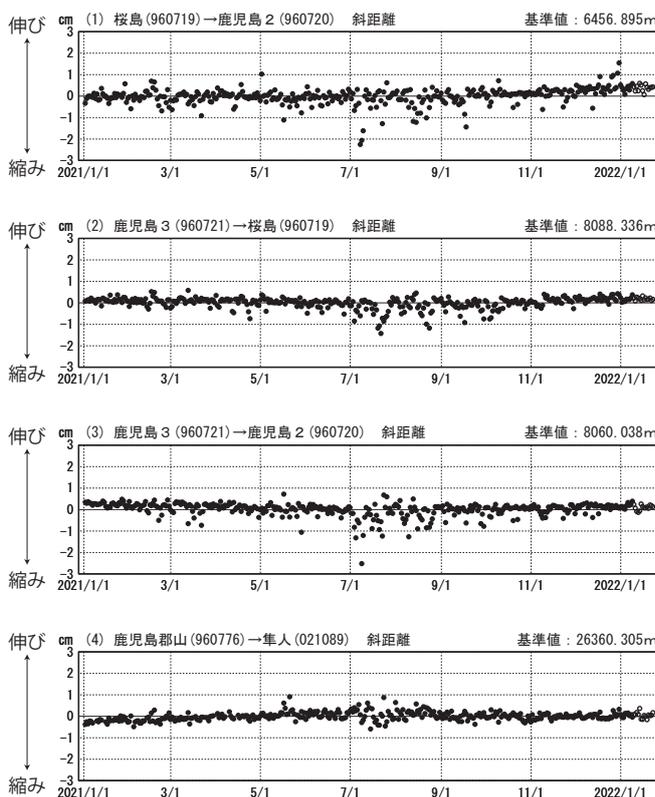 伸び cm (1) 桜島(960719)→鹿児島2(960720) 斜距離 基準値：6456.895m
3
2
1
0
-1
-2
縮み -3
2021/1/1 3/1 5/1 7/1 9/1 11/1 2022/1/1
伸び cm (2) 鹿児島3(960721)→桜島(960719) 斜距離 基準値：8088.336m
3
2
1
0
-1
-2
縮み -3
2021/1/1 3/1 5/1 7/1 9/1 11/1 2022/1/1
伸び cm (3) 鹿児島3(960721)→鹿児島2(960720) 斜距離 基準値：8060.038m
3
2
1
0
-1
-2
縮み -3
2021/1/1 3/1 5/1 7/1 9/1 11/1 2022/1/1
伸び cm (4) 鹿児島郡山(960776)→隼人(021089) 斜距離 基準値：26360.305m
3
2
1
0
-1
-2
縮み -3
2021/1/1 3/1 5/1 7/1 9/1 11/1 2022/1/1